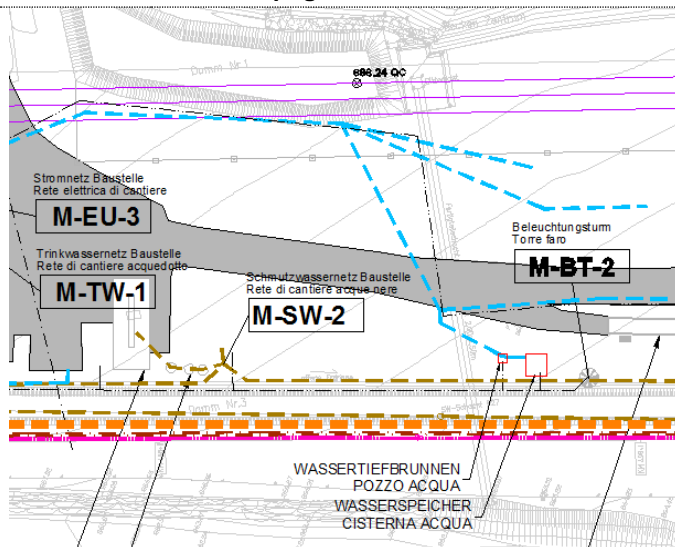 Damm Nr.1
686.24 QC
Stromnetz Baustelle
Rete elettrica di cantiere
M-EU-3
Beleuchtungsturm
Torre faro
M-BT-2
Trinkwassernetz Baustelle
Rete di cantiere acquedotto
M-TW-1
Schmutzwassernetz Baustelle
Rete di cantiere acque nere
M-SW-2
Damm Nr.3
WASSERTIEFBRUNNEN
POZZO ACQUA
WASSERSPEICHER
CISTERNA ACQUA